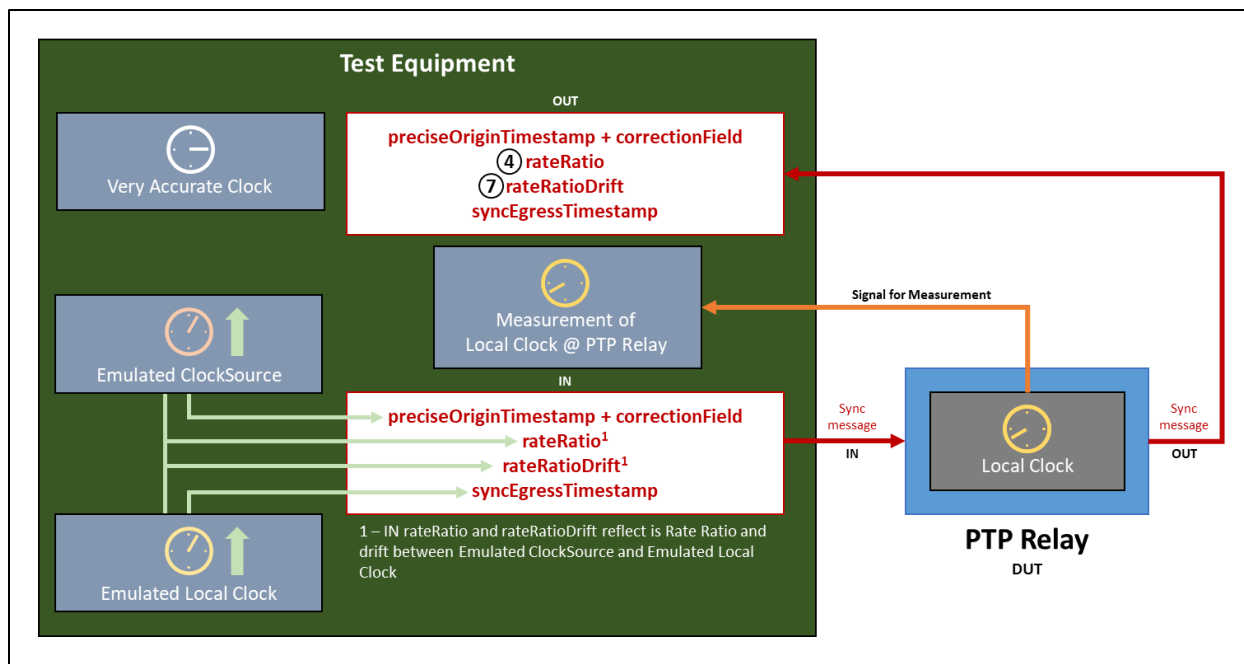 Test Equipment
OUT
preciseOriginTimestamp + correctionField
④ rateRatio
⑦ rateRatioDrift
syncEgressTimestamp
Very Accurate Clock
Measurement of
Local Clock @ PTP Relay
Signal for Measurement
Emulated ClockSource
IN
preciseOriginTimestamp + correctionField
rateRatio¹
rateRatioDrift¹
syncEgressTimestamp
Sync
message
IN
Local Clock
Sync
message
OUT
1 – IN rateRatio and rateRatioDrift reflect is Rate Ratio and
drift between Emulated ClockSource and Emulated Local
Clock
Emulated Local Clock
PTP Relay
DUT